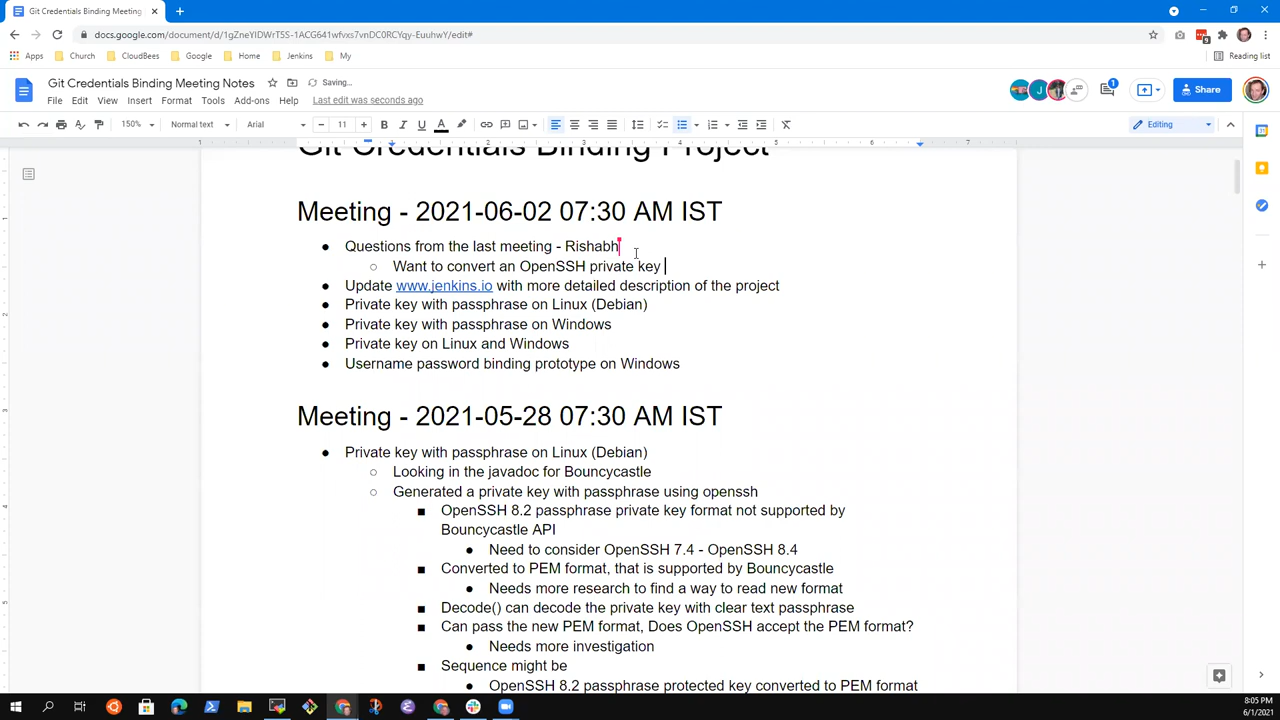 Git Credentials Binding Meeting
docs.google.com/document/d/1gZneYIDWrTSS-1ACG641wfvxs7vnDC0RCYqy-EuuhwY/edit#
Apps Church CloudBees Google Home Jenkins My Reading list
Git Credentials Binding Meeting Notes Saving...
File Edit View Insert Format Tools Add-ons Help Last edit was seconds ago
J 1 Share
150% Normal text Arial 11 B I U A Editing
1 2 3 4 5 6 7
Git Credentials Binding Project
Meeting - 2021-06-02 07:30 AM IST
● Questions from the last meeting - Rishabh
○ Want to convert an OpenSSH private key
● Update www.jenkins.io with more detailed description of the project
● Private key with passphrase on Linux (Debian)
● Private key with passphrase on Windows
● Private key on Linux and Windows
● Username password binding prototype on Windows
Meeting - 2021-05-28 07:30 AM IST
● Private key with passphrase on Linux (Debian)
○ Looking in the javadoc for Bouncycastle
○ Generated a private key with passphrase using openssh
■ OpenSSH 8.2 passphrase private key format not supported by
Bouncycastle API
● Need to consider OpenSSH 7.4 - OpenSSH 8.4
■ Converted to PEM format, that is supported by Bouncycastle
● Needs more research to find a way to read new format
■ Decode() can decode the private key with clear text passphrase
■ Can pass the new PEM format, Does OpenSSH accept the PEM format?
● Needs more investigation
■ Sequence might be
● OpenSSH 8.2 passphrase protected key converted to PEM format
8:05 PM
6/1/2021